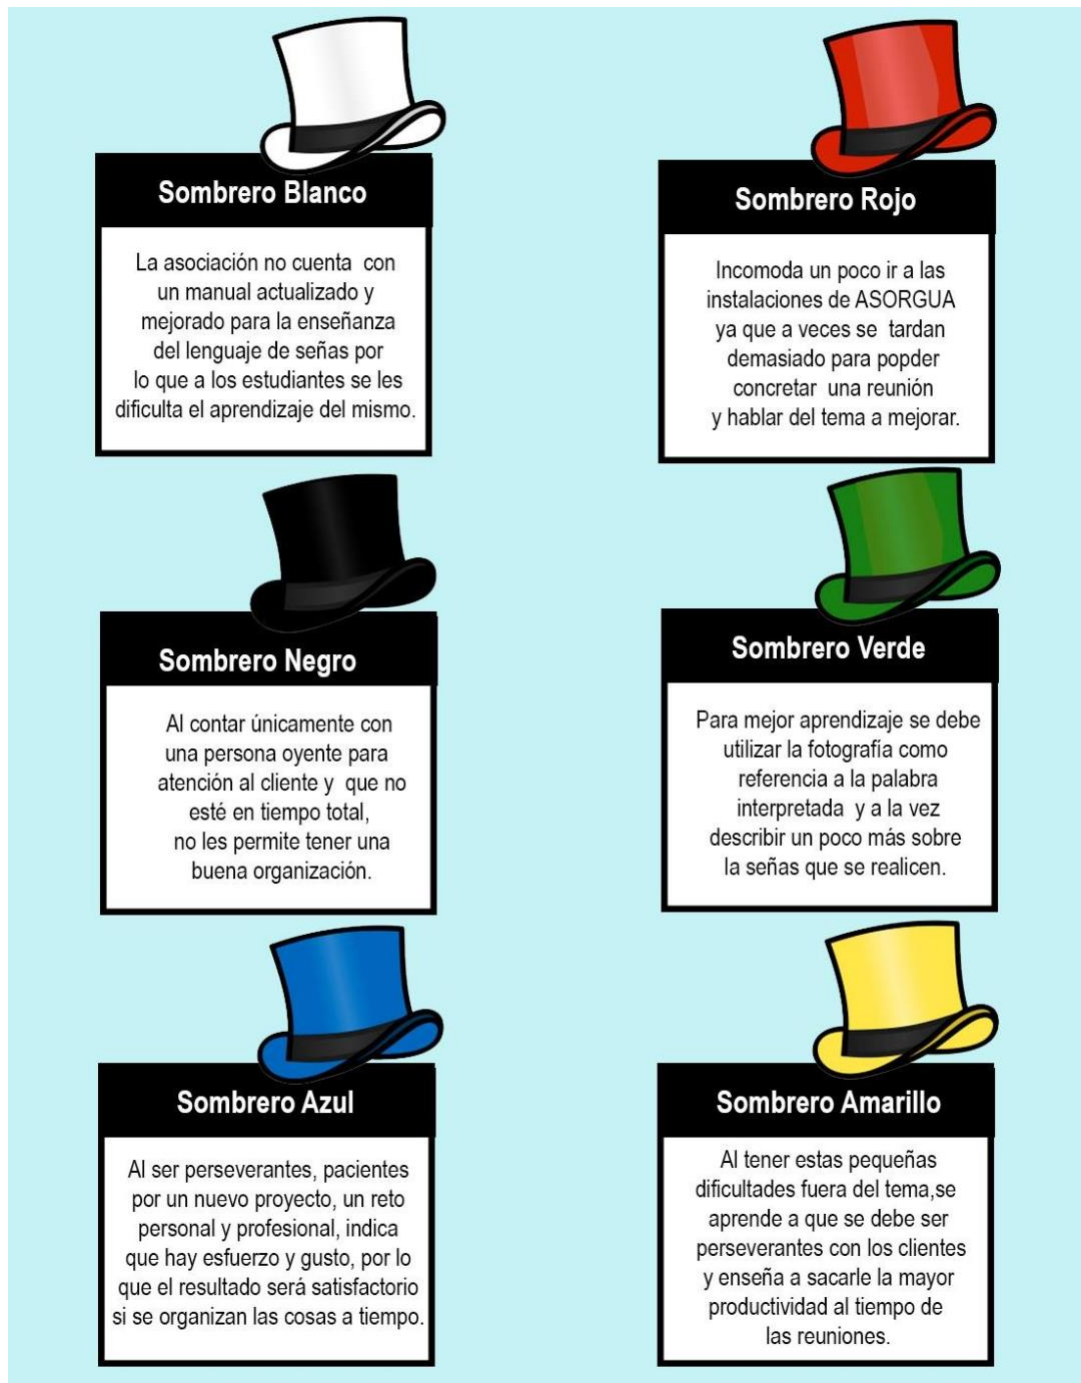 Sombrero Blanco
La asociación no cuenta con
un manual actualizado y
mejorado para la enseñanza
del lenguaje de señas por
lo que a los estudiantes se les
dificulta el aprendizaje del mismo.
Sombrero Rojo
Incomoda un poco ir a las
instalaciones de ASORGUA
ya que a veces se tardan
demasiado para popder
concretar una reunión
y hablar del tema a mejorar.
Sombrero Negro
Al contar únicamente con
una persona oyente para
atención al cliente y que no
esté en tiempo total,
no les permite tener una
buena organización.
Sombrero Verde
Para mejor aprendizaje se debe
utilizar la fotografía como
referencia a la palabra
interpretada y a la vez
describir un poco más sobre
la señas que se realicen.
Sombrero Azul
Al ser perseverantes, pacientes
por un nuevo proyecto, un reto
personal y profesional, indica
que hay esfuerzo y gusto, por lo
que el resultado será satisfactorio
si se organizan las cosas a tiempo.
Sombrero Amarillo
Al tener estas pequeñas
dificultades fuera del tema,se
aprende a que se debe ser
perseverantes con los clientes
y enseña a sacarle la mayor
productividad al tiempo de
las reuniones.